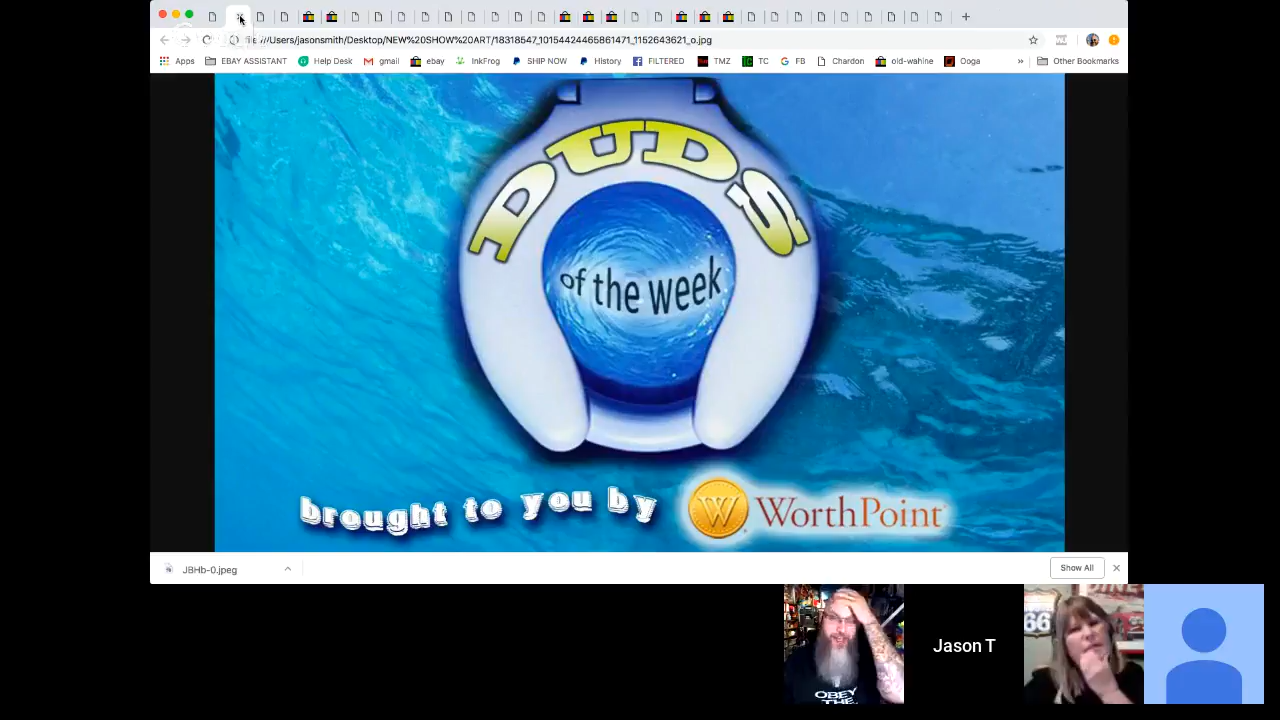 file:///Users/jasonsmith/Desktop/NEW%20SHOW%20ART/18318547_10154424465861471_1152643621_o.jpg
Apps EBAY ASSISTANT Help Desk gmail ebay InkFrog SHIP NOW History FILTERED TMZ TC FB Chardon old-wahine Ooga » Other Bookmarks
DUDS
of the week
brought to you by W WorthPoint
JBHb-0.jpeg Show All
66
Jason T
OBEY
THE